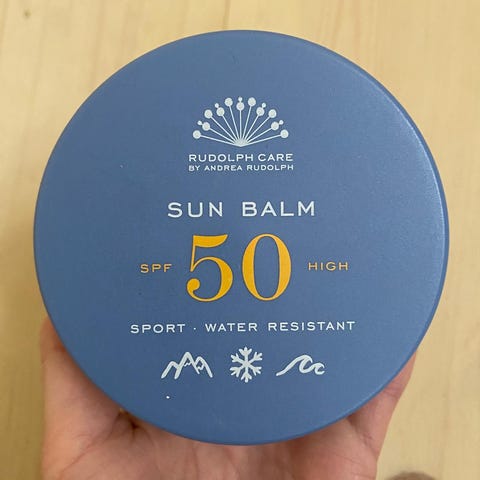 RUDOLPH CARE
BY ANDREA RUDOLPH
SUN BALM
SPF 50 HIGH
SPORT · WATER RESISTANT